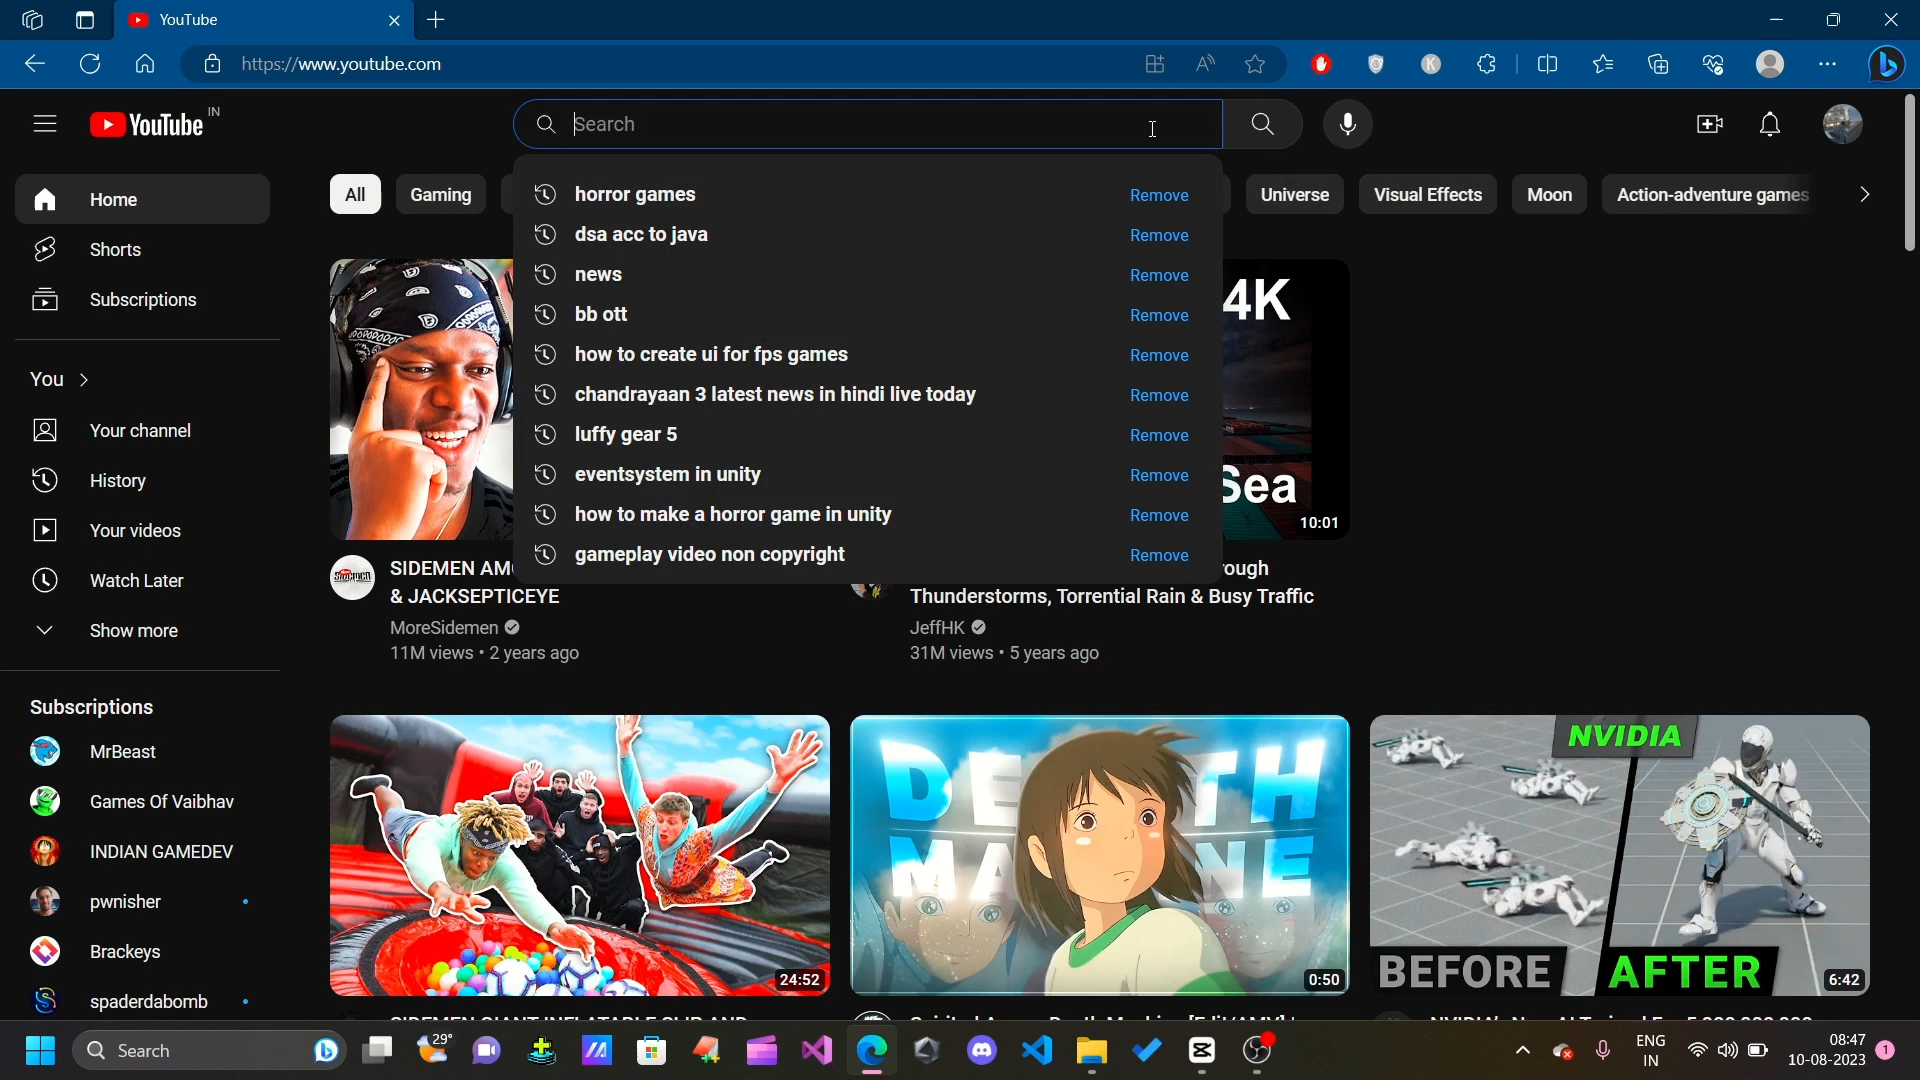 YouTube
https://www.youtube.com
YouTube IN
Search
Home
Shorts
Subscriptions
You
Your channel
History
Your videos
Watch Later
Show more
Subscriptions
MrBeast
Games Of Vaibhav
INDIAN GAMEDEV
pwnisher
Brackeys
spaderdabomb
All
Gaming
Universe
Visual Effects
Moon
Action-adventure games
horror games Remove
dsa acc to java Remove
news Remove
bb ott Remove
how to create ui for fps games Remove
chandrayaan 3 latest news in hindi live today Remove
luffy gear 5 Remove
eventsystem in unity Remove
how to make a horror game in unity Remove
gameplay video non copyright Remove
4K
Sea
10:01
SIDEMEN
& JACKSEPTICEYE
MoreSidemen
11M views • 2 years ago
Thunderstorms, Torrential Rain & Busy Traffic
JeffHK
31M views • 5 years ago
24:52
0:50
NVIDIA
BEFORE
AFTER
6:42
Search
29°
ENG
IN
08:47
10-08-2023
1